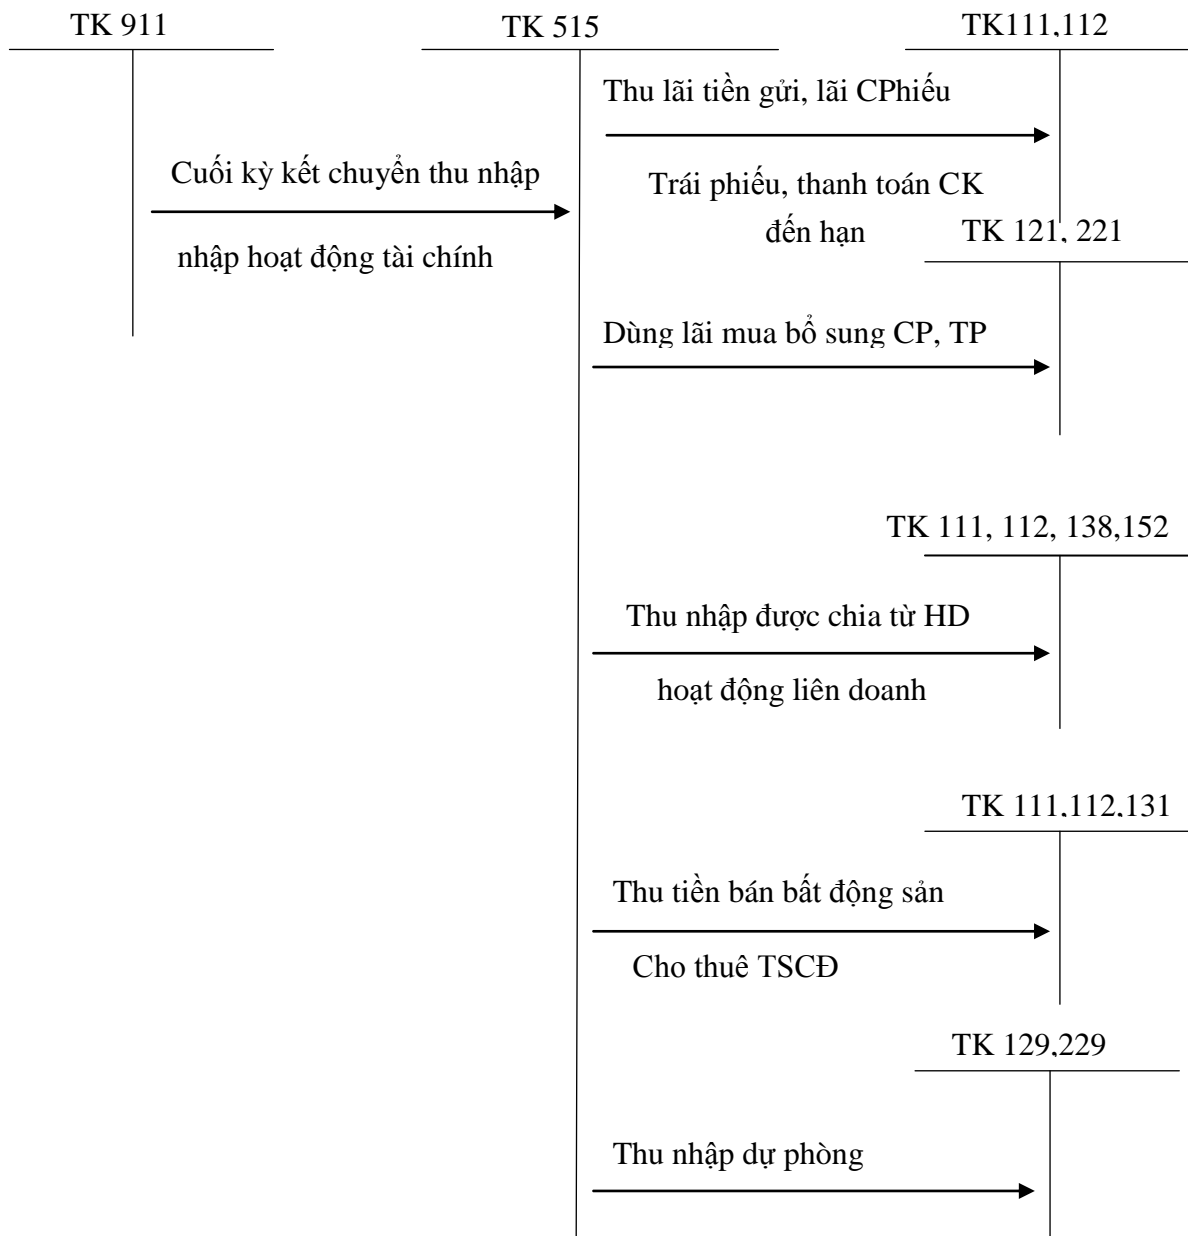 TK 911
TK 515
TK111,112
Thu lãi tiền gửi, lãi CPhiếu
Cuối kỳ kết chuyển thu nhập
Trái phiếu, thanh toán CK
đến hạn
TK 121, 221
nhập hoạt động tài chính
Dùng lãi mua bổ sung CP, TP
TK 111, 112, 138,152
Thu nhập được chia từ HD
hoạt động liên doanh
TK 111,112,131
Thu tiền bán bất động sản
Cho thuê TSCĐ
TK 129,229
Thu nhập dự phòng